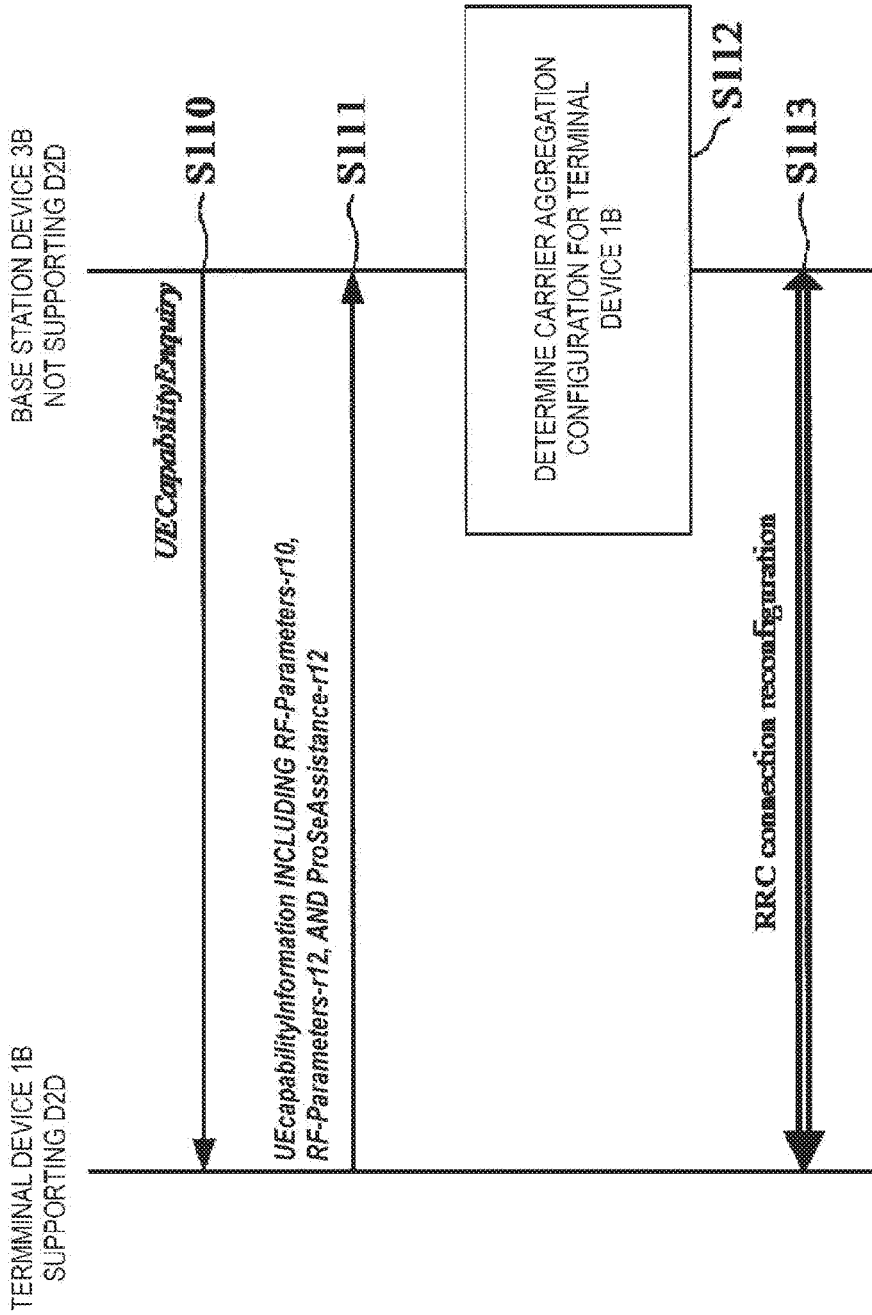 TERMMINAL DEVICE 1B
SUPPORTING D2D
BASE STATION DEVICE 3B
NOT SUPPORTING D2D
UECapabilityEnquiry
S110
UEcapabilityInformation INCLUDING RF-Parameters-r10,
RF-Parameters-r12, AND ProSeAssistance-r12
S111
DETERMINE CARRIER AGGREGATION
CONFIGURATION FOR TERMINAL
DEVICE 1B
S112
RRC connection reconfiguration
S113